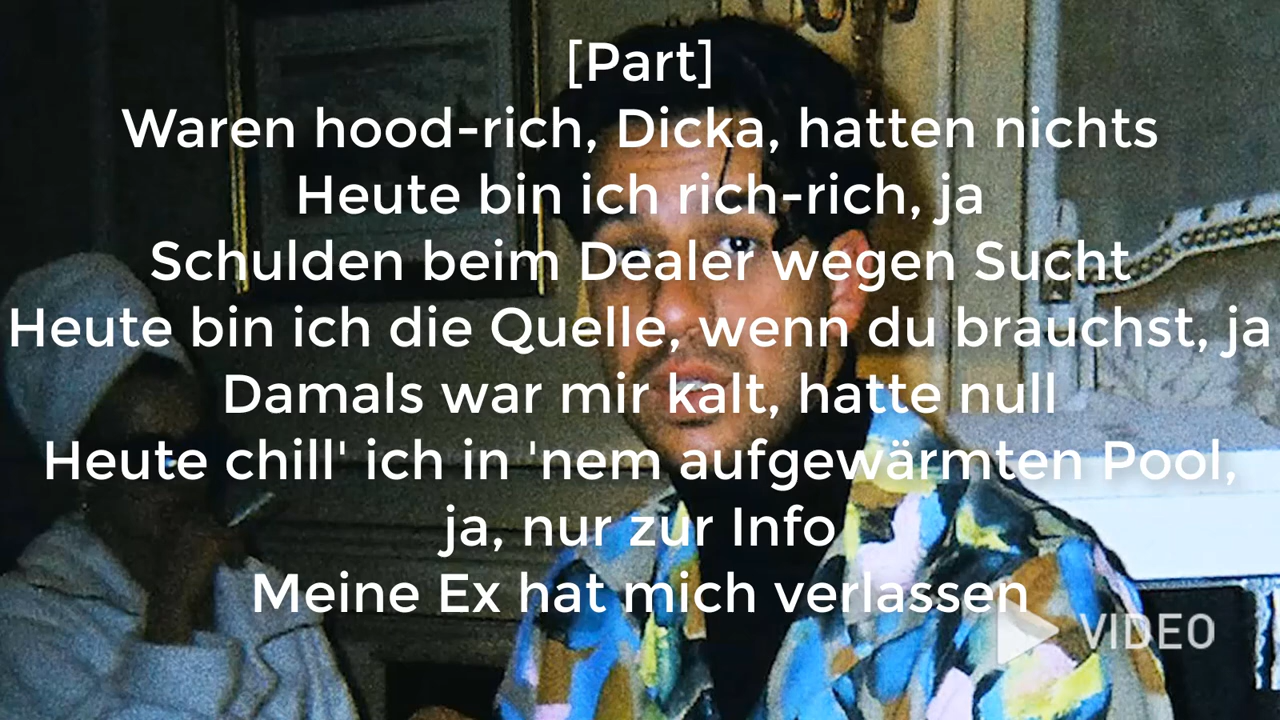 [Part]
Waren hood-rich, Dicka, hatten nichts
Heute bin ich rich-rich, ja
Schulden beim Dealer wegen Sucht
Heute bin ich die Quelle, wenn du brauchst, ja
Damals war mir kalt, hatte null
Heute chill' ich in 'nem aufgewärmten Pool,
ja, nur zur Info
Meine Ex hat mich verlassen
VIDEO